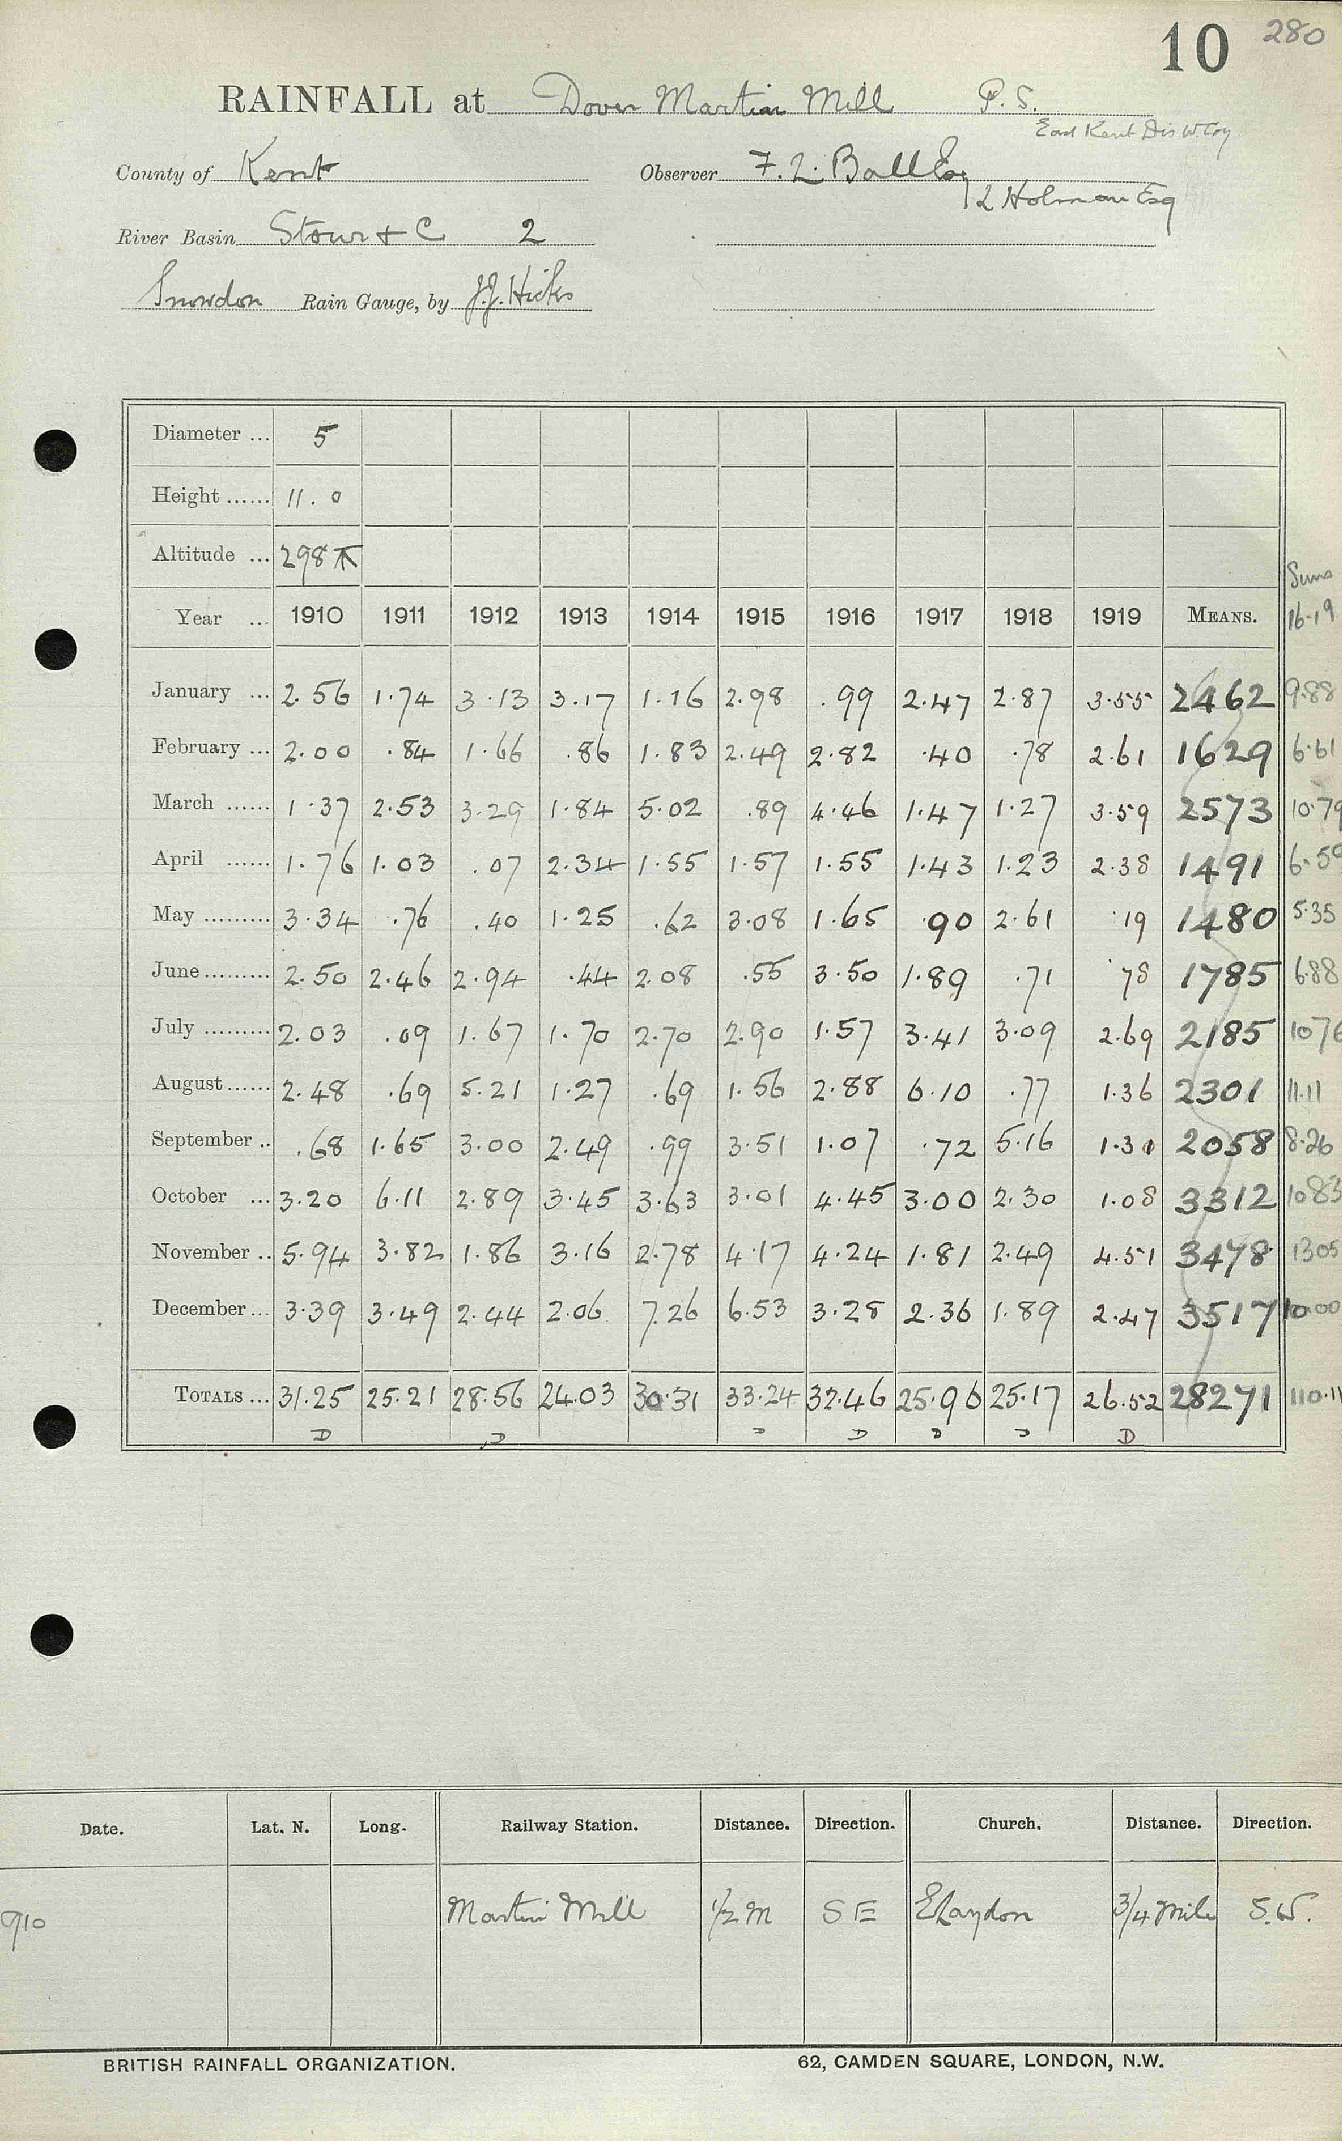 10 280
RAINFALL at Dover Martin Mill P. S.
East Kent Dis W Coy
County of Kent Observer F. L. Ball Esq
L Holman Esq
River Basin Stour & C 2
Snowdon Rain Gauge, by J.J. Hicks
Diameter ... 5
Height ...... 11. 0
Altitude ... 298
Sums
Year ... 1910 1911 1912 1913 1914 1915 1916 1917 1918 1919 MEANS. 16-19
January ... 2.56 1.74 3.13 3.17 1.76 2.98 .99 2.47 2.87 3.55 2462 9.88
February ... 2.00 .84 1.66 .86 1.83 2.49 2.82 .40 .78 2.61 1629 6.61
March ...... 1.37 2.53 3.29 1.84 5.02 .89 4.46 1.47 1.27 3.59 2573 10.79
April ...... 1.76 1.03 .07 2.34 1.55 1.57 1.55 1.43 1.23 2.38 1491 6.59
May ......... 3.34 .76 .40 1.25 .62 3.08 1.65 .90 2.61 .19 1480 5.35
June ......... 2.50 2.46 2.94 .44 2.08 .55 3.50 1.89 .71 .78 1785 6.88
July ......... 2.03 .09 1.67 1.70 2.70 2.90 1.57 3.41 3.09 2.69 2185 1076
August ...... 2.48 .69 5.21 1.27 .69 1.56 2.88 6.10 .77 1.36 2301 11.11
September .. .68 1.65 3.00 2.49 .99 3.51 1.07 .72 5.16 1.31 2058 8.26
October ... 3.20 6.11 2.89 3.45 3.63 3.01 4.45 3.00 2.30 1.08 3312 1083
November .. 5.94 3.82 1.86 3.16 2.78 4.17 4.24 1.81 2.49 4.51 3478 1305
December ... 3.39 3.49 2.44 2.06 7.26 6.53 3.28 2.36 1.89 2.47 3517 10.00
TOTALS ... 31.25 25.21 28.56 24.03 30.31 33.24 32.46 25.96 25.17 26.52 28271 110.11
D D D D D D D
Date. Lat. N. Long. Railway Station. Distance. Direction. Church. Distance. Direction.
910 Martin Mill 1/2 M S E E Laydon 3/4 Mile S.W.
BRITISH RAINFALL ORGANIZATION. 62, CAMDEN SQUARE, LONDON, N.W.